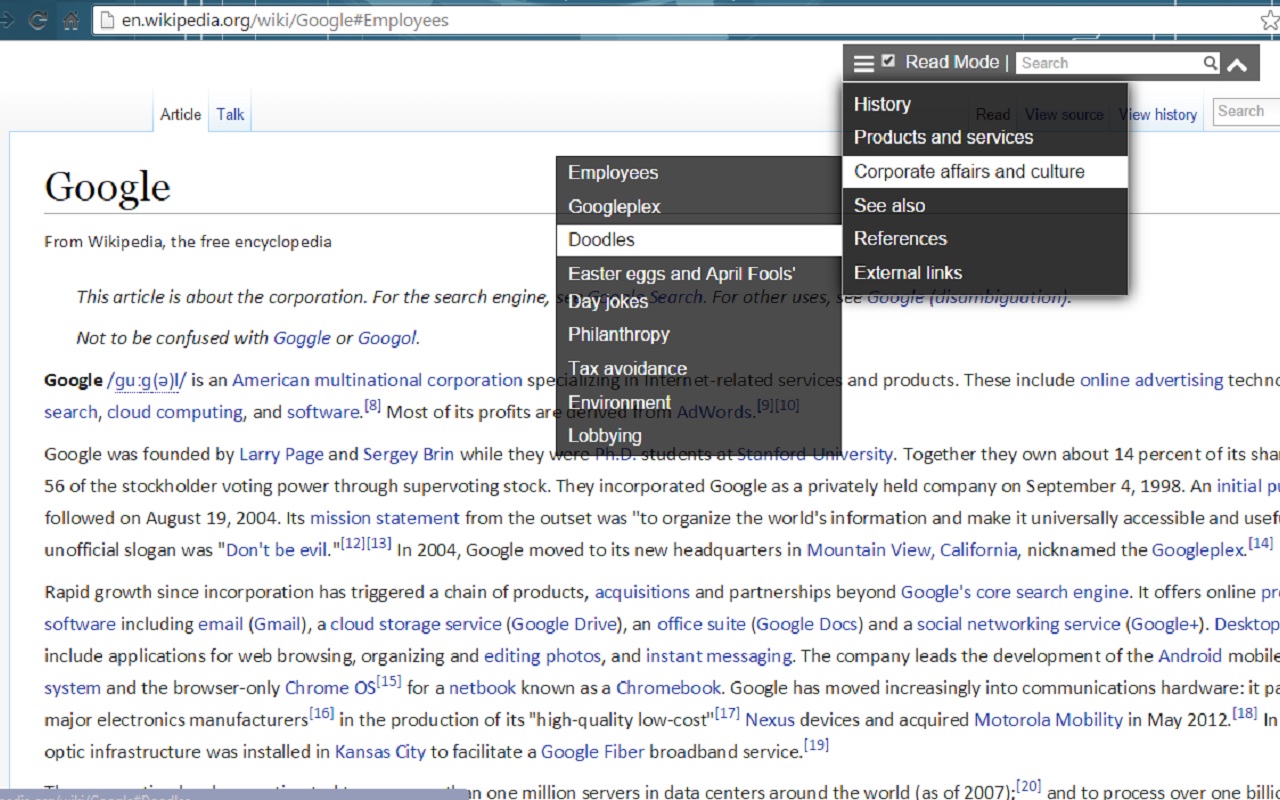 en.wikipedia.org/wiki/Google#Employees
Read Mode | Search
Article Talk Read View source View history Search
History
Products and services
Corporate affairs and culture
See also
References
External links
Employees
Googleplex
Doodles
Easter eggs and April Fools'
Day jokes
Philanthropy
Tax avoidance
Environment
Lobbying
Google
From Wikipedia, the free encyclopedia
This article is about the corporation. For the search engine, see Google Search. For other uses, see Google (disambiguation).
Not to be confused with Goggle or Googol.
Google /ɡuːɡ(ə)l/ is an American multinational corporation specializing in Internet-related services and products. These include online advertising
search, cloud computing, and software.[8] Most of its profits are derived from AdWords.[9][10]
Google was founded by Larry Page and Sergey Brin while they were Ph.D. students at Stanford University. Together they own about 14 percent of its
56 of the stockholder voting power through supervoting stock. They incorporated Google as a privately held company on September 4, 1998. An initial
followed on August 19, 2004. Its mission statement from the outset was "to organize the world's information and make it universally accessible and
unofficial slogan was "Don't be evil."[12][13] In 2004, Google moved to its new headquarters in Mountain View, California, nicknamed the Googleplex.[14]
Rapid growth since incorporation has triggered a chain of products, acquisitions and partnerships beyond Google's core search engine. It offers online
software including email (Gmail), a cloud storage service (Google Drive), an office suite (Google Docs) and a social networking service (Google+). Desktop
include applications for web browsing, organizing and editing photos, and instant messaging. The company leads the development of the Android mobile
system and the browser-only Chrome OS[15] for a netbook known as a Chromebook. Google has moved increasingly into communications hardware: it
major electronics manufacturers[16] in the production of its "high-quality low-cost"[17] Nexus devices and acquired Motorola Mobility in May 2012.[18] In
optic infrastructure was installed in Kansas City to facilitate a Google Fiber broadband service.[19]
than one million servers in data centers around the world (as of 2007);[20] and to process over one